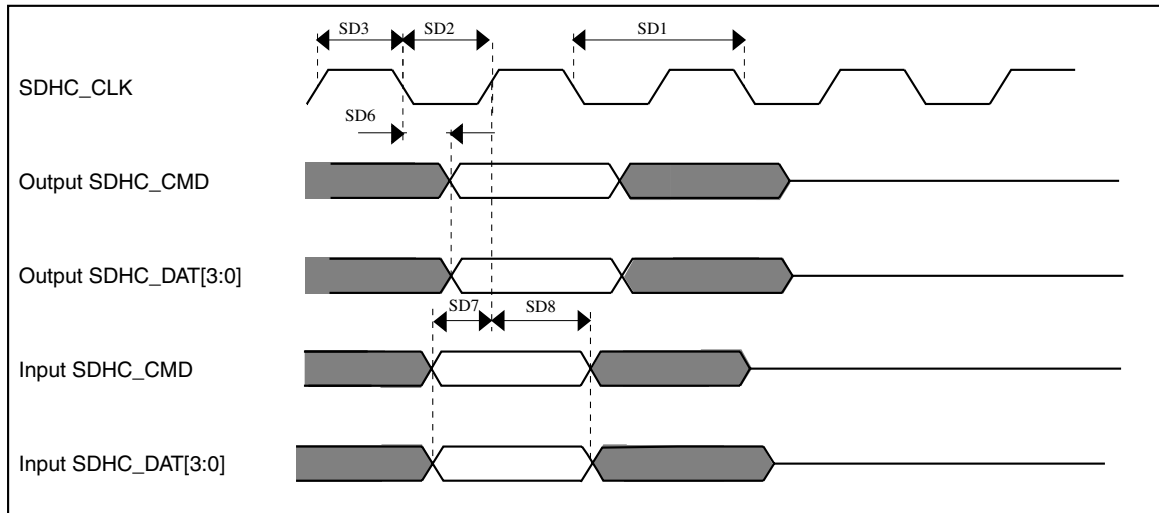 SD3 SD2 SD1
SDHC_CLK
SD6
Output SDHC_CMD
Output SDHC_DAT[3:0]
SD7 SD8
Input SDHC_CMD
Input SDHC_DAT[3:0]